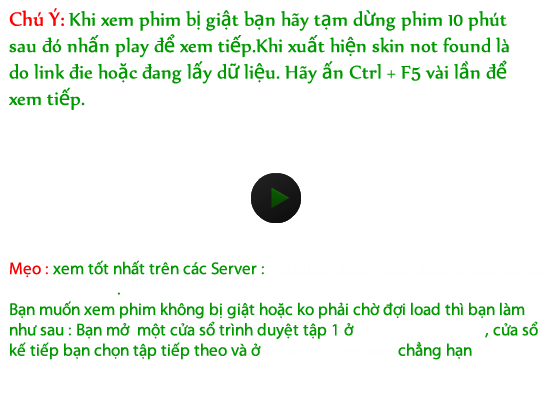 Chú Ý: Khi xem phim bị giật bạn hãy tạm dừng phim 10 phút
sau đó nhấn play để xem tiếp.Khi xuất hiện skin not found là
do link đie hoặc đang lấy dữ liệu. Hãy ấn Ctrl + F5 vài lần để
xem tiếp.
Mẹo : xem tốt nhất trên các Server :
.
Bạn muốn xem phim không bị giật hoặc ko phải chờ đợi load thì bạn làm
như sau : Bạn mở một cửa sổ trình duyệt tập 1 ở , cửa sổ
kế tiếp bạn chọn tập tiếp theo và ở chẳng hạn